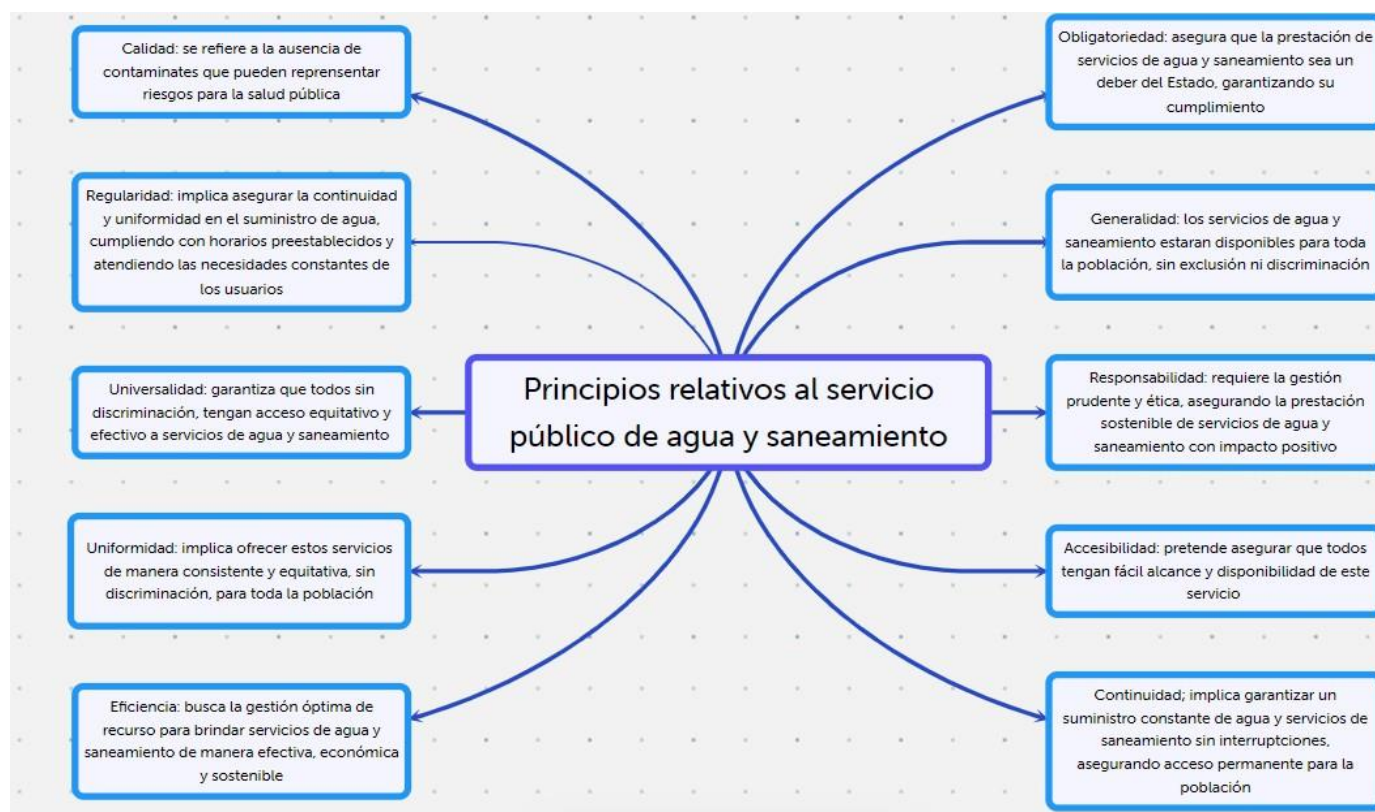 Calidad: se refiere a la ausencia de
contaminates que pueden reprensentar
riesgos para la salud pública
Regularidad: implica asegurar la continuidad
y uniformidad en el suministro de agua,
cumpliendo con horarios preestablecidos y
atendiendo las necesidades constantes de
los usuarios
Universalidad: garantiza que todos sin
discriminación, tengan acceso equitativo y
efectivo a servicios de agua y saneamiento
Uniformidad: implica ofrecer estos servicios
de manera consistente y equitativa, sin
discriminación, para toda la población
Eficiencia: busca la gestión óptima de
recurso para brindar servicios de agua y
saneamiento de manera efectiva, económica
y sostenible
Principios relativos al servicio
público de agua y saneamiento
Obligatoriedad: asegura que la prestación de
servicios de agua y saneamiento sea un
deber del Estado, garantizando su
cumplimiento
Generalidad: los servicios de agua y
saneamiento estaran disponibles para toda
la población, sin exclusión ni discriminación
Responsabilidad: requiere la gestión
prudente y ética, asegurando la prestación
sostenible de servicios de agua y
saneamiento con impacto positivo
Accesibilidad: pretende asegurar que todos
tengan fácil alcance y disponibilidad de este
servicio
Continuidad; implica garantizar un
suministro constante de agua y servicios de
saneamiento sin interruptciones,
asegurando acceso permanente para la
población